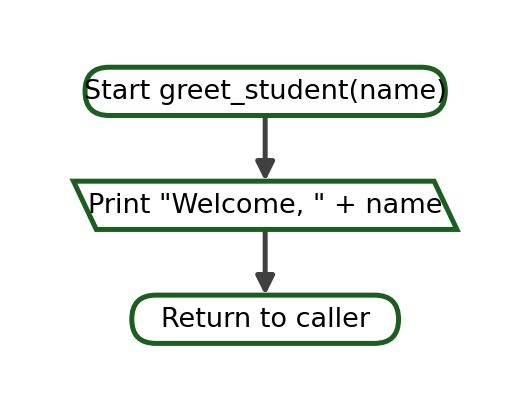 Start greet_student(name)
Print "Welcome, " + name
Return to caller